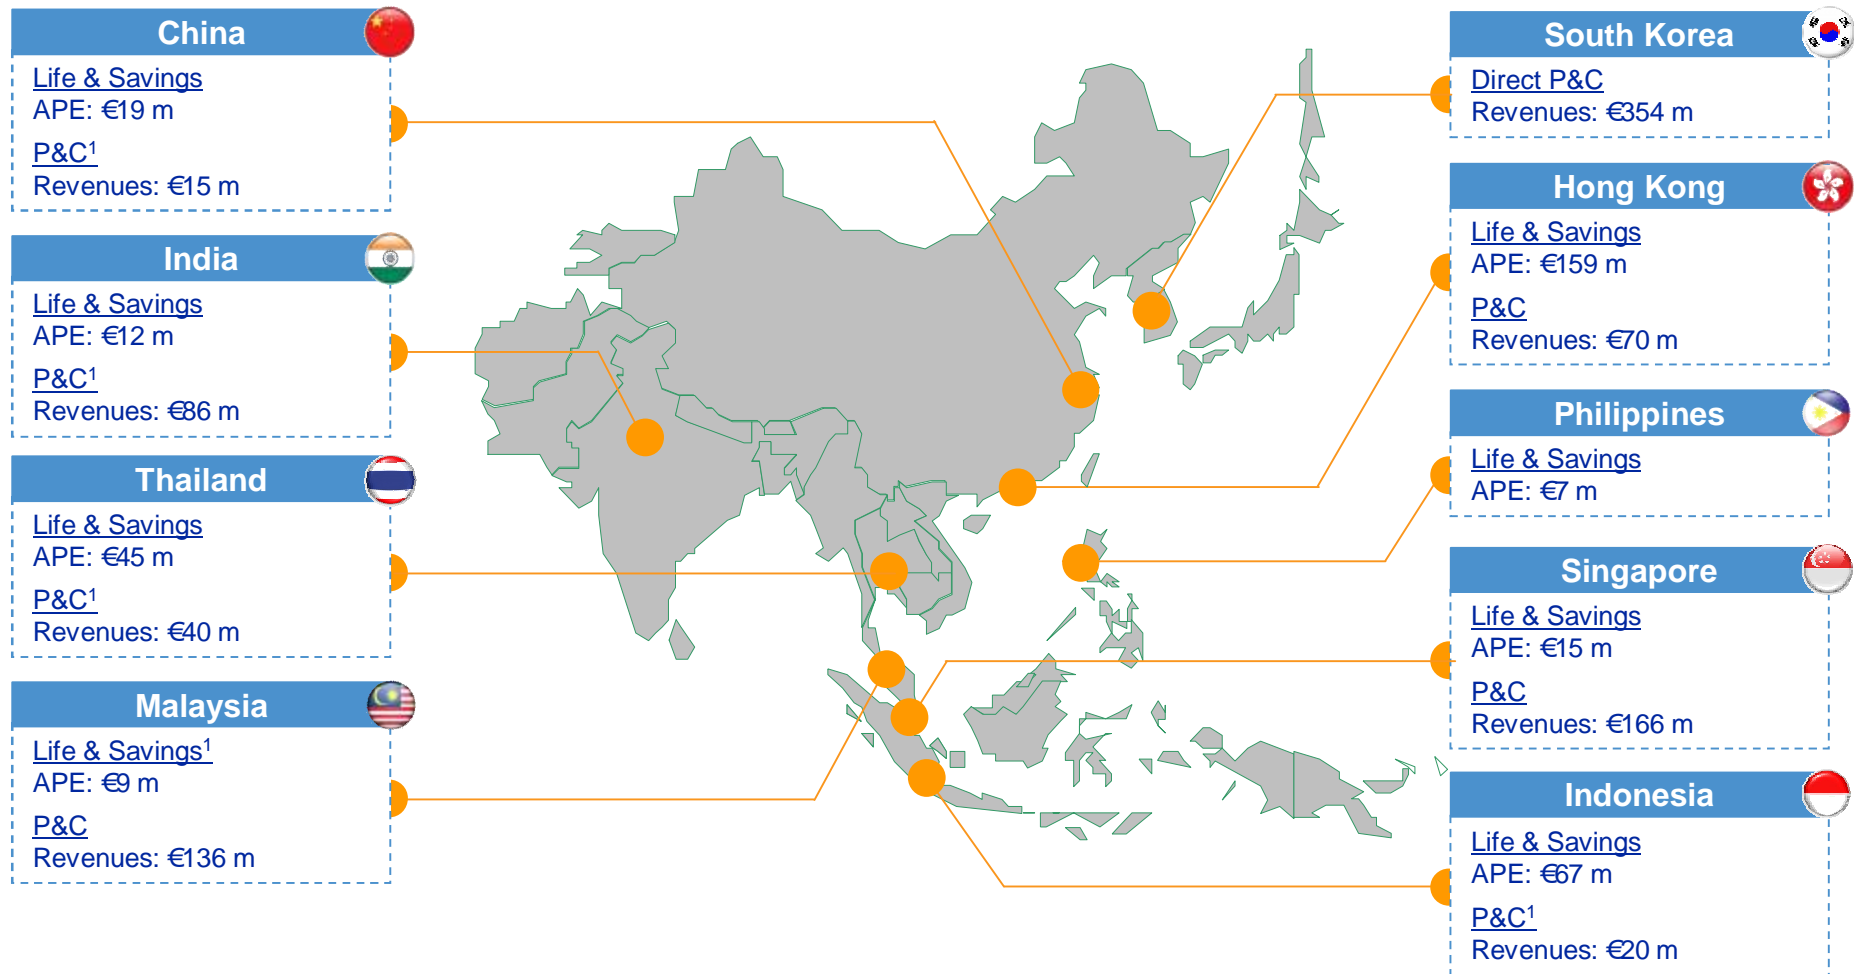 China
Life & Savings
APE: €19 m
P&C¹
Revenues: €15 m
India
Life & Savings
APE: €12 m
P&C¹
Revenues: €86 m
Thailand
Life & Savings
APE: €45 m
P&C¹
Revenues: €40 m
Malaysia
Life & Savings¹
APE: €9 m
P&C
Revenues: €136 m
South Korea
Direct P&C
Revenues: €354 m
Hong Kong
Life & Savings
APE: €159 m
P&C
Revenues: €70 m
Philippines
Life & Savings
APE: €7 m
Singapore
Life & Savings
APE: €15 m
P&C
Revenues: €166 m
Indonesia
Life & Savings
APE: €67 m
P&C¹
Revenues: €20 m